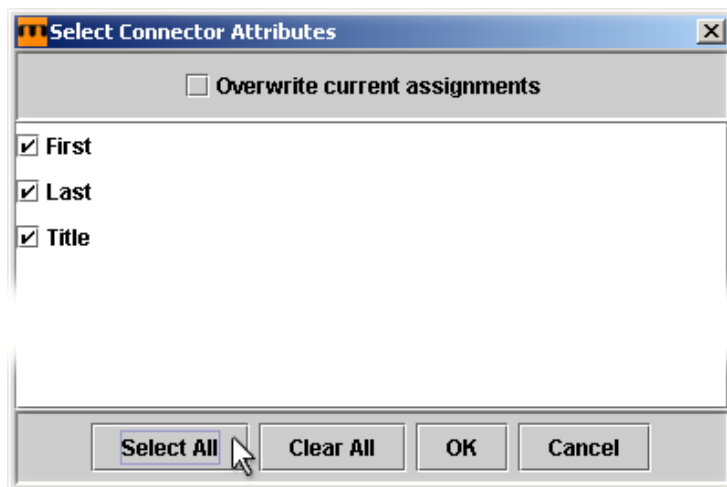 Select Connector Attributes
Overwrite current assignments
First
Last
Title
Select All Clear All OK Cancel